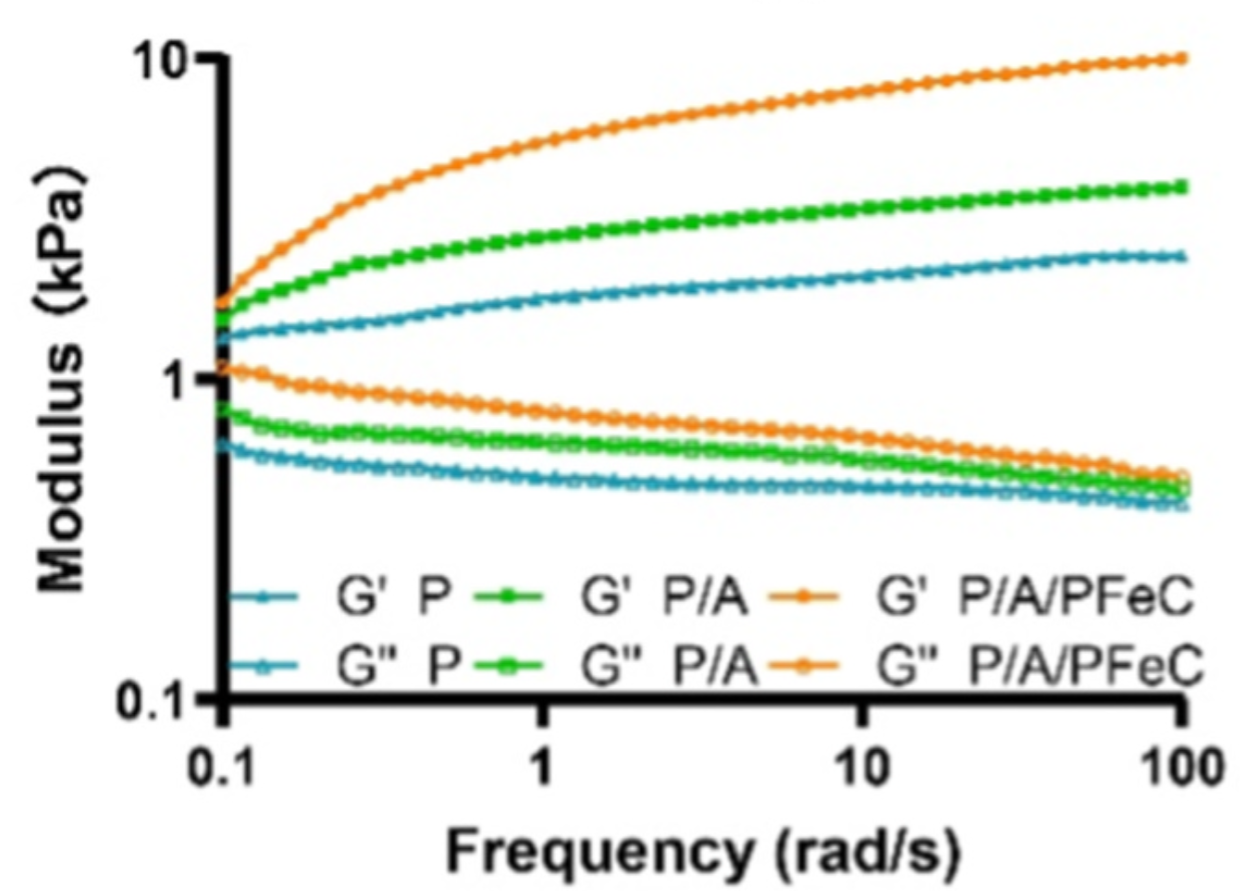 10
1
0.1
Modulus (kPa)
G' P G' P/A G' P/A/PFeC
G" P G" P/A G" P/A/PFeC
0.1 1 10 100
Frequency (rad/s)